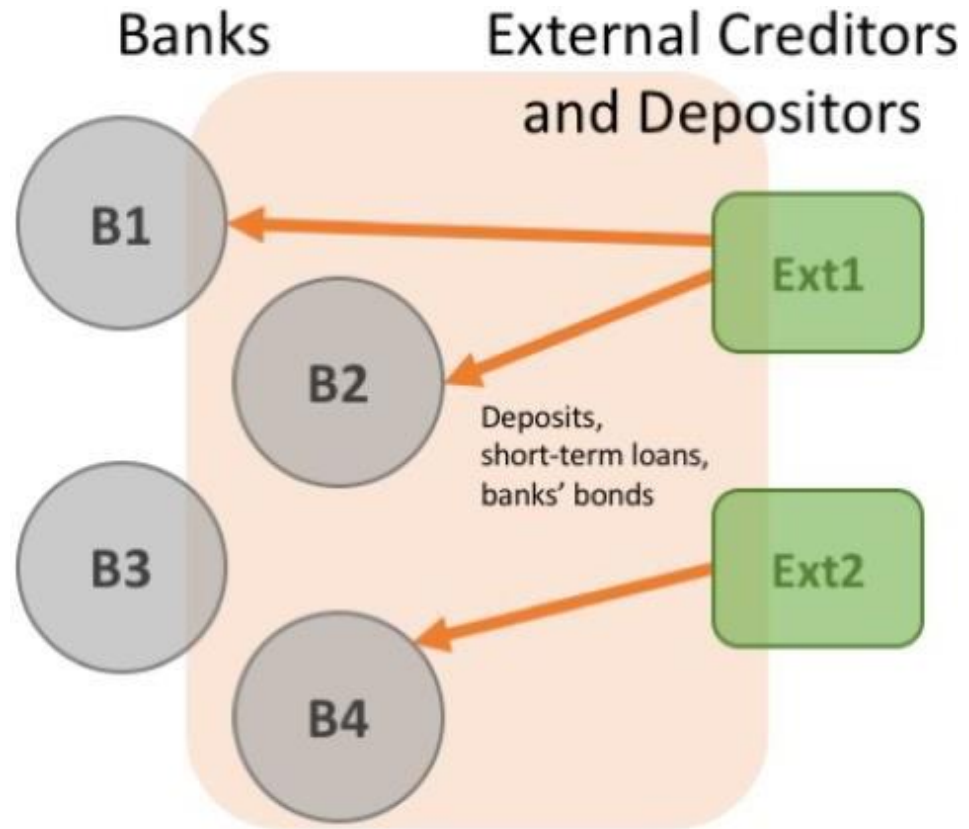 Banks
External Creditors
and Depositors
B1
Ext1
B2
Deposits,
short-term loans,
banks’ bonds
B3
Ext2
B4